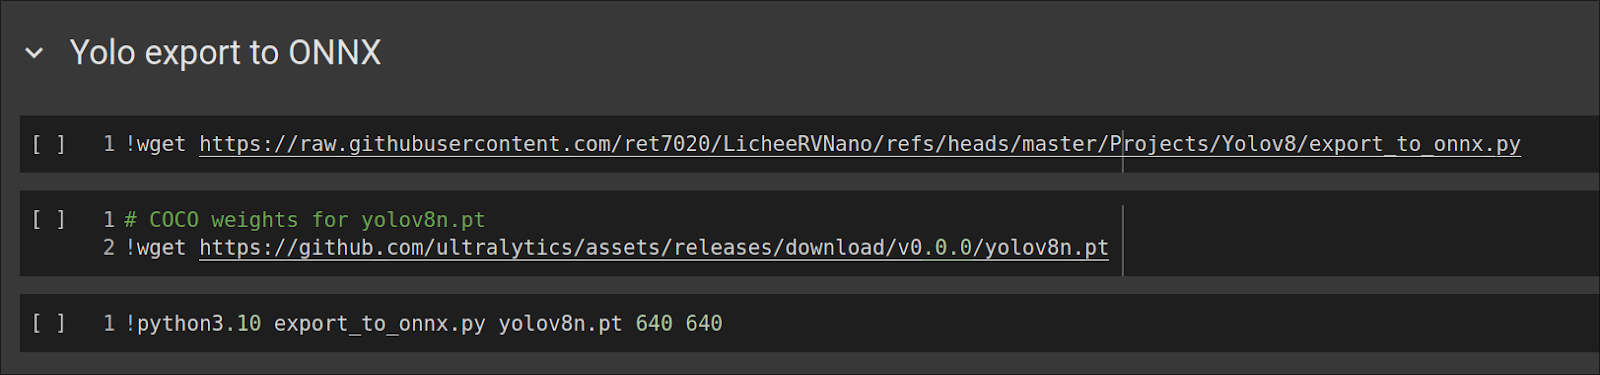 Yolo export to ONNX
[ ] 1 !wget https://raw.githubusercontent.com/ret7020/LicheeRVNano/refs/heads/master/Projects/Yolov8/export_to_onnx.py
[ ] 1 # COCO weights for yolov8n.pt
2 !wget https://github.com/ultralytics/assets/releases/download/v0.0.0/yolov8n.pt
[ ] 1 !python3.10 export_to_onnx.py yolov8n.pt 640 640